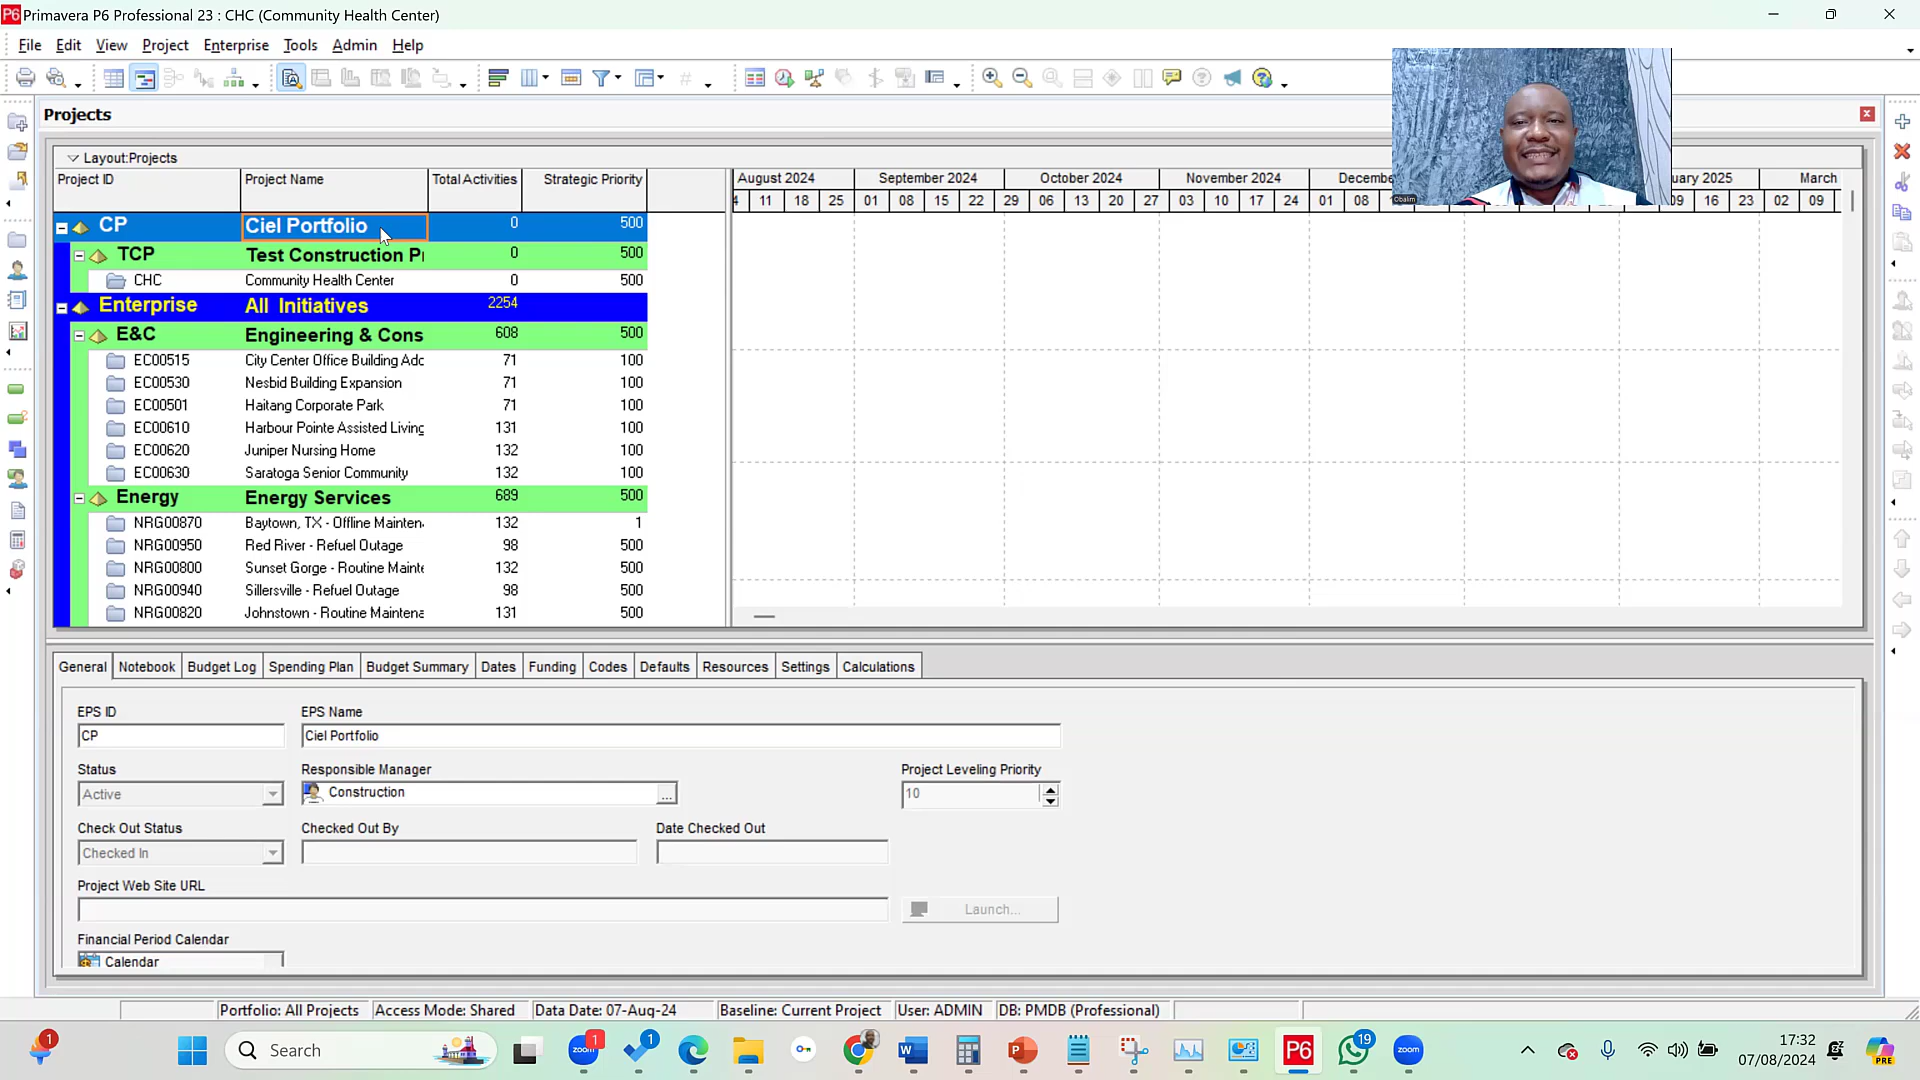 Primavera P6 Professional 23 : CHC (Community Health Center)
File Edit View Project Enterprise Tools Admin Help
Projects
Layout:Projects
Project ID Project Name Total Activities Strategic Priority
August 2024 September 2024 October 2024 November 2024 Decembe uary 2025 March
4 11 18 25 01 08 15 22 29 06 13 20 27 03 10 17 24 01 08 09 16 23 02 09
Obalim
CP Ciel Portfolio 0 500
TCP Test Construction Pr 0 500
CHC Community Health Center 0 500
Enterprise All Initiatives 2254
E&C Engineering & Cons 608 500
EC00515 City Center Office Building Adc 71 100
EC00530 Nesbid Building Expansion 71 100
EC00501 Haitang Corporate Park 71 100
EC00610 Harbour Pointe Assisted Living 131 100
EC00620 Juniper Nursing Home 132 100
EC00630 Saratoga Senior Community 132 100
Energy Energy Services 689 500
NRG00870 Baytown, TX - Offline Mainten 132 1
NRG00950 Red River - Refuel Outage 98 500
NRG00800 Sunset Gorge - Routine Mainte 132 500
NRG00940 Sillersville - Refuel Outage 98 500
NRG00820 Johnstown - Routine Maintena 131 500
General Notebook Budget Log Spending Plan Budget Summary Dates Funding Codes Defaults Resources Settings Calculations
EPS ID EPS Name
CP Ciel Portfolio
Status Responsible Manager Project Leveling Priority
Active Construction ... 10
Check Out Status Checked Out By Date Checked Out
Checked In
Project Web Site URL
Launch...
Financial Period Calendar
Calendar
Portfolio: All Projects Access Mode: Shared Data Date: 07-Aug-24 Baseline: Current Project User: ADMIN DB: PMDB (Professional)
1 Search zoom 1 1 W P P6 19 zoom PRE
17:32
07/08/2024